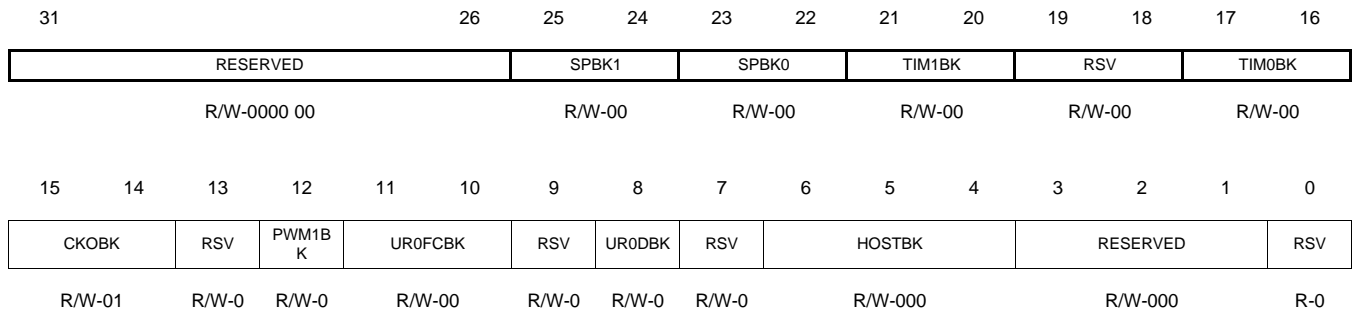 31 26 25 24 23 22 21 20 19 18 17 16
RESERVED SPBK1 SPBK0 TIM1BK RSV TIM0BK
R/W-0000 00 R/W-00 R/W-00 R/W-00 R/W-00 R/W-00
15 14 13 12 11 10 9 8 7 6 5 4 3 2 1 0
CKOBK RSV PWM1B
K UR0FCBK RSV UR0DBK RSV HOSTBK RESERVED RSV
R/W-01 R/W-0 R/W-0 R/W-00 R/W-0 R/W-0 R/W-0 R/W-000 R/W-000 R-0